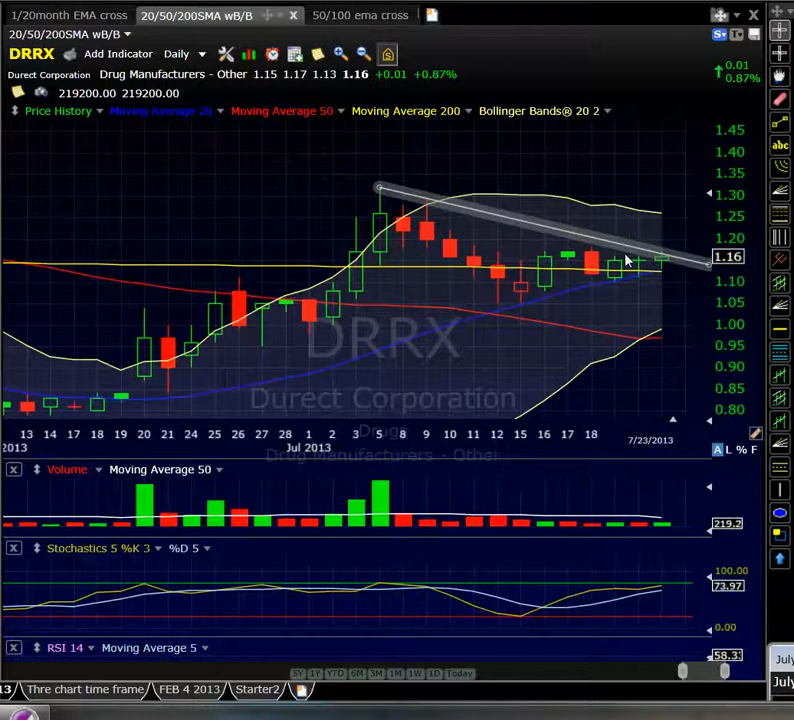 1/20month EMA cross 20/50/200SMA wB/B X 50/100 ema cross
20/50/200SMA wB/B
DRRX Add Indicator Daily
Durect Corporation Drug Manufacturers - Other 1.15 1.17 1.13 1.16 +0.01 +0.87%
0.01
0.87%
219200.00 219200.00
Price History Moving Average 20 Moving Average 50 Moving Average 200 Bollinger Bands® 20 2
abc
1.45
1.40
1.35
1.30
1.25
1.20
1.16
1.10
1.05
1.00
0.95
0.90
0.85
0.80
DRRX
Durect Corporation
Drugs
Drug Manufacturers - Other
13 14 17 18 19 20 21 24 25 26 27 28 1 2 3 5 8 9 10 11 12 15 16 17 18 7/23/2013
2013 Jul 2013
A L % F
X Volume Moving Average 50
219.2
X Stochastics 5 %K 3 %D 5
100.00
73.97
0.00
X RSI 14 Moving Average 5
58.3
5Y 1Y YTD 6M 3M 1M 1W 1D Today
13 Thre chart time frame FEB 4 2013 Starter2
July
July